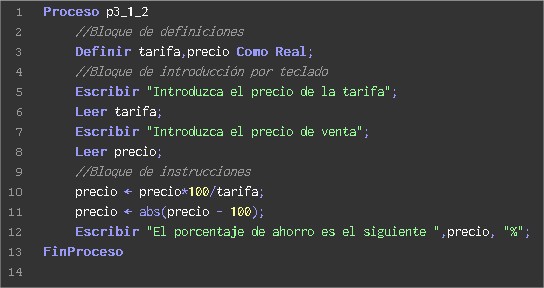 1 Proceso p3_1_2
2 //Bloque de definiciones
3 Definir tarifa,precio Como Real;
4 //Bloque de introducción por teclado
5 Escribir "Introduzca el precio de la tarifa";
6 Leer tarifa;
7 Escribir "Introduzca el precio de venta";
8 Leer precio;
9 //Bloque de instrucciones
10 precio ← precio*100/tarifa;
11 precio ← abs(precio - 100);
12 Escribir "El porcentaje de ahorro es el siguiente ",precio, "%";
13 FinProceso
14